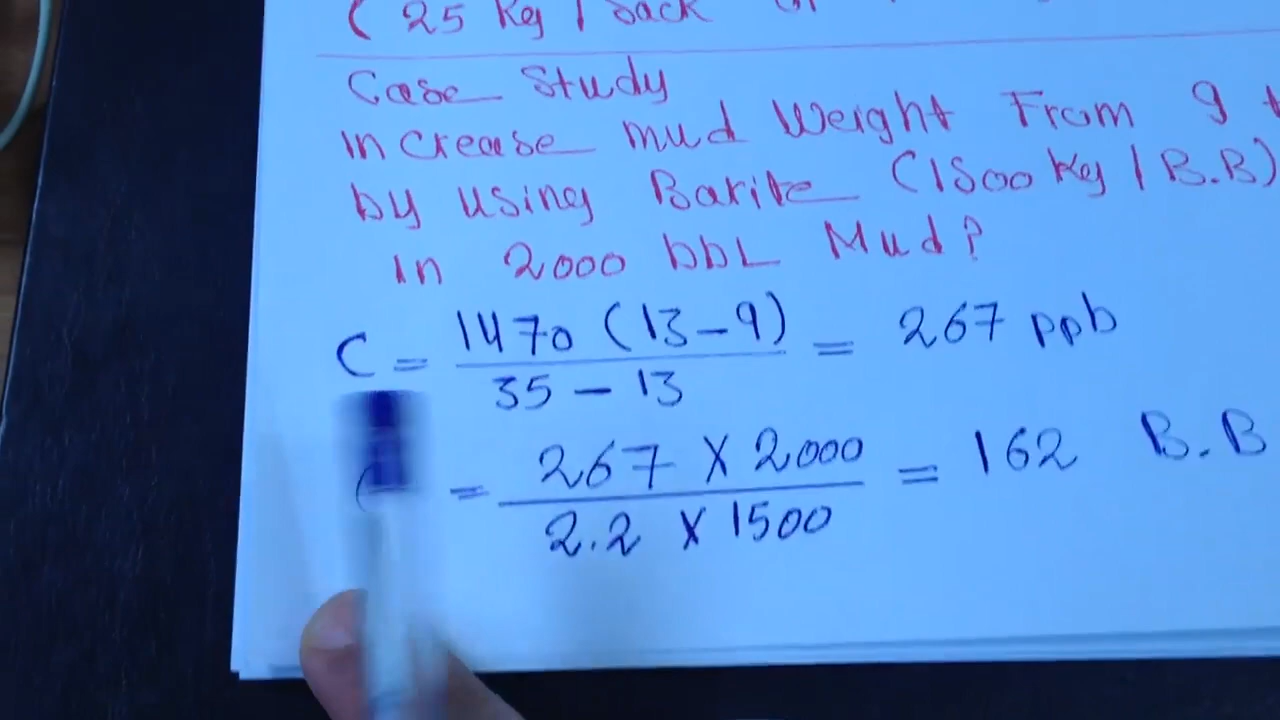 ( 25 Kg / Sack
Case Study
increase mud Weight From 9 t
by using Barite (1500 Kg / B.B)
in 2000 bbL Mud?
C = 1470 (13-9) / 35 - 13 = 267 ppb
C = 267 X 2000 / 2.2 X 1500 = 162 B.B